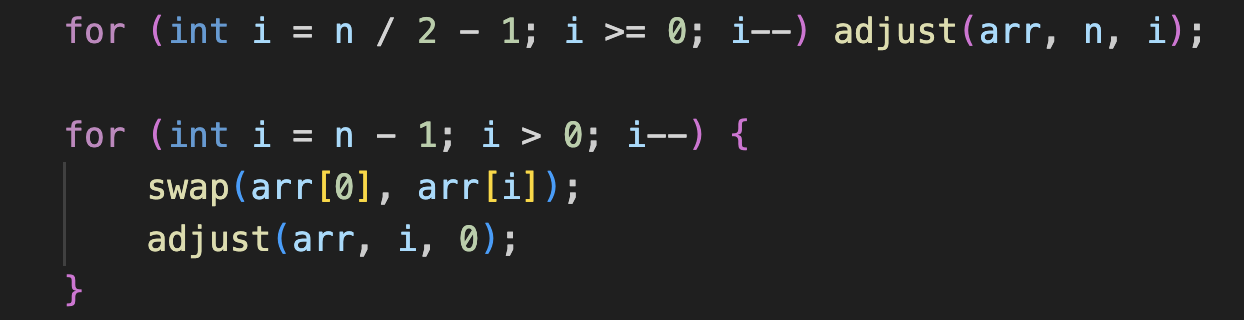 for (int i = n / 2 - 1; i >= 0; i--) adjust(arr, n, i);
for (int i = n - 1; i > 0; i--) {
swap(arr[0], arr[i]);
adjust(arr, i, 0);
}